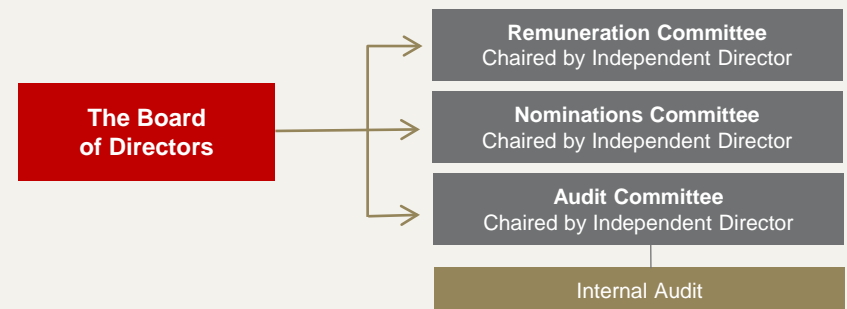 The Board
of Directors
Remuneration Committee
Chaired by Independent Director
Nominations Committee
Chaired by Independent Director
Audit Committee
Chaired by Independent Director
Internal Audit